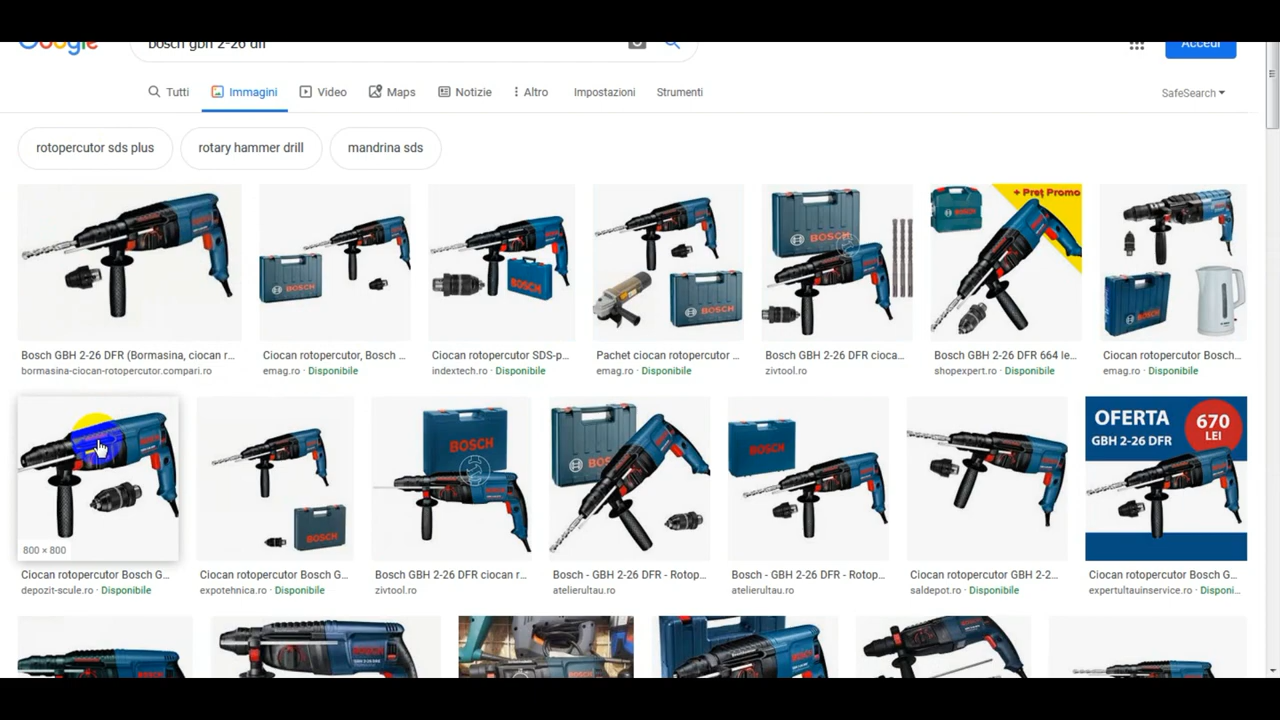 Google
bosch gbh 2-26 dfr
Accedi
Tutti Immagini Video Maps Notizie Altro Impostazioni Strumenti
SafeSearch
rotopercutor sds plus rotary hammer drill mandrina sds
+ Preț Promo
BOSCH
Bosch GBH 2-26 DFR (Bormasina, ciocan r...
bormasina-ciocan-rotopercutor.compari.ro
Ciocan rotopercutor, Bosch ...
emag.ro · Disponibile
Ciocan rotopercutor SDS-p...
indextech.ro · Disponibile
Pachet ciocan rotopercutor ...
emag.ro · Disponibile
Bosch GBH 2-26 DFR cioca...
zivtool.ro
Bosch GBH 2-26 DFR 664 le...
shopexpert.ro · Disponibile
Ciocan rotopercutor Bosch...
emag.ro · Disponibile
BOSCH
OFERTA
GBH 2-26 DFR
670
LEI
800 × 800
Ciocan rotopercutor Bosch G...
depozit-scule.ro · Disponibile
Ciocan rotopercutor Bosch G...
expotehnica.ro · Disponibile
Bosch GBH 2-26 DFR ciocan r...
zivtool.ro
Bosch - GBH 2-26 DFR - Rotop...
atelierultau.ro
Bosch - GBH 2-26 DFR - Rotop...
atelierultau.ro
Ciocan rotopercutor GBH 2-2...
saldepot.ro · Disponibile
Ciocan rotopercutor Bosch G...
expertultauinservice.ro · Disponi...
BOSCH